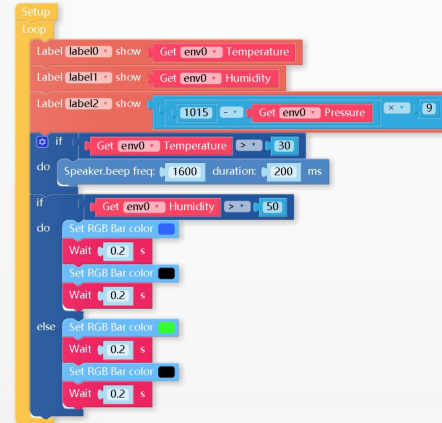 Setup
Loop
Label label0 show Get env0 Temperature
Label label1 show Get env0 Humidity
Label label2 show 1015 - Get env0 Pressure × 9
if Get env0 Temperature > 30
do Speaker.beep freq: 1600 duration: 200 ms
if Get env0 Humidity > 50
do Set RGB Bar color
Wait 0.2 s
Set RGB Bar color
Wait 0.2 s
else Set RGB Bar color
Wait 0.2 s
Set RGB Bar color
Wait 0.2 s